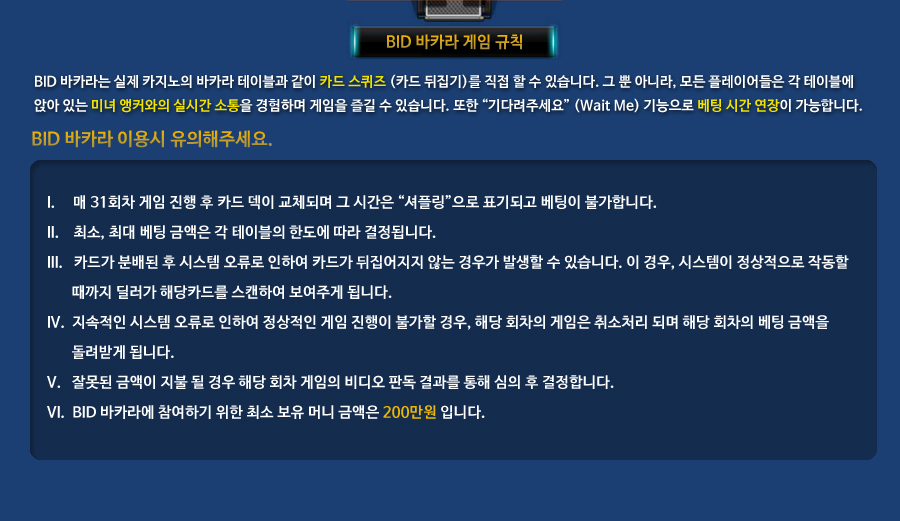 BID 바카라 게임 규칙
BID 바카라는 실제 카지노의 바카라 테이블과 같이 카드 스퀴즈 (카드 뒤집기)를 직접 할 수 있습니다. 그 뿐 아니라, 모든 플레이어들은 각 테이블에
앉아 있는 미녀 앵커와의 실시간 소통을 경험하며 게임을 즐길 수 있습니다. 또한 “기다려주세요” (Wait Me) 기능으로 베팅 시간 연장이 가능합니다.
BID 바카라 이용시 유의해주세요.
I. 매 31회차 게임 진행 후 카드 덱이 교체되며 그 시간은 “셔플링”으로 표기되고 베팅이 불가합니다.
II. 최소, 최대 베팅 금액은 각 테이블의 한도에 따라 결정됩니다.
III. 카드가 분배된 후 시스템 오류로 인하여 카드가 뒤집어지지 않는 경우가 발생할 수 있습니다. 이 경우, 시스템이 정상적으로 작동할
때까지 딜러가 해당카드를 스캔하여 보여주게 됩니다.
IV. 지속적인 시스템 오류로 인하여 정상적인 게임 진행이 불가할 경우, 해당 회차의 게임은 취소처리 되며 해당 회차의 베팅 금액을
돌려받게 됩니다.
V. 잘못된 금액이 지불 될 경우 해당 회차 게임의 비디오 판독 결과를 통해 심의 후 결정합니다.
VI. BID 바카라에 참여하기 위한 최소 보유 머니 금액은 200만원 입니다.